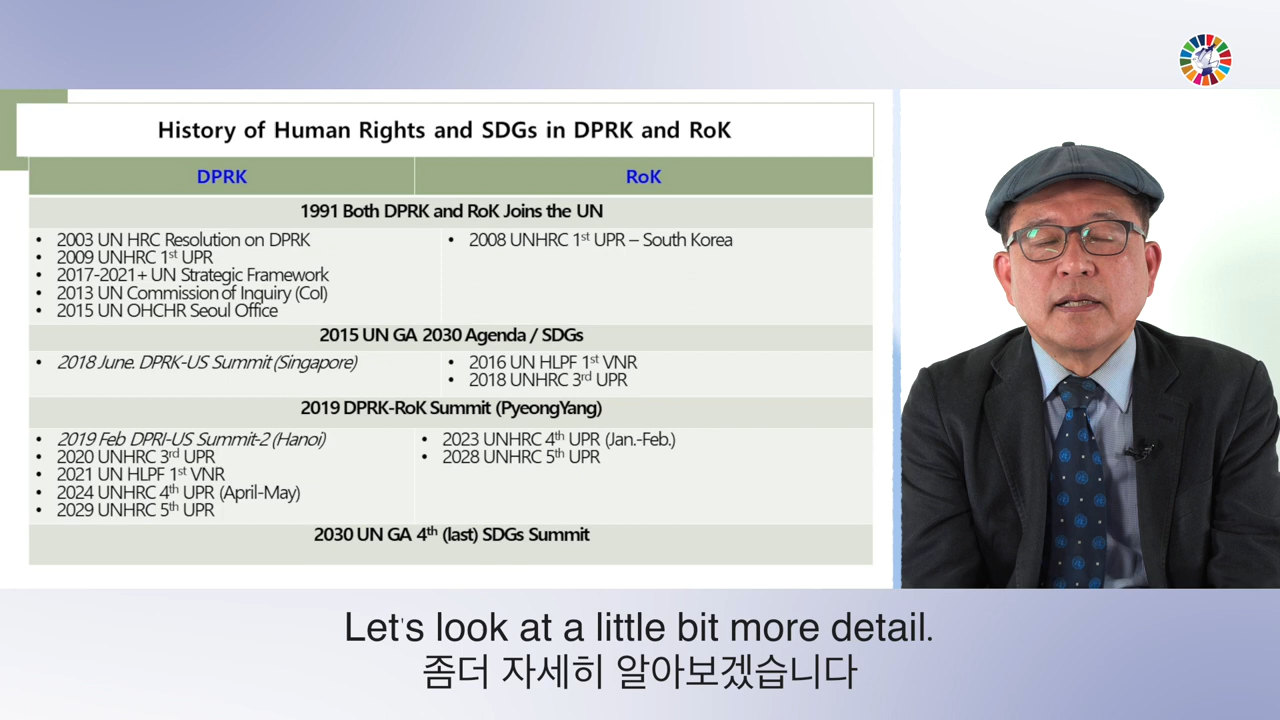 History of Human Rights and SDGs in DPRK and RoK
DPRK
RoK
1991 Both DPRK and RoK Joins the UN
• 2003 UN HRC Resolution on DPRK
• 2009 UNHRC 1st UPR
• 2017-2021+ UN Strategic Framework
• 2013 UN Commission of Inquiry (CoI)
• 2015 UN OHCHR Seoul Office
• 2008 UNHRC 1st UPR – South Korea
2015 UN GA 2030 Agenda / SDGs
• 2018 June. DPRK-US Summit (Singapore)
• 2016 UN HLPF 1st VNR
• 2018 UNHRC 3rd UPR
2019 DPRK-RoK Summit (PyeongYang)
• 2019 Feb DPRI-US Summit-2 (Hanoi)
• 2020 UNHRC 3rd UPR
• 2021 UN HLPF 1st VNR
• 2024 UNHRC 4th UPR (April-May)
• 2029 UNHRC 5th UPR
• 2023 UNHRC 4th UPR (Jan.-Feb.)
• 2028 UNHRC 5th UPR
2030 UN GA 4th (last) SDGs Summit
Let's look at a little bit more detail.
좀더 자세히 알아보겠습니다